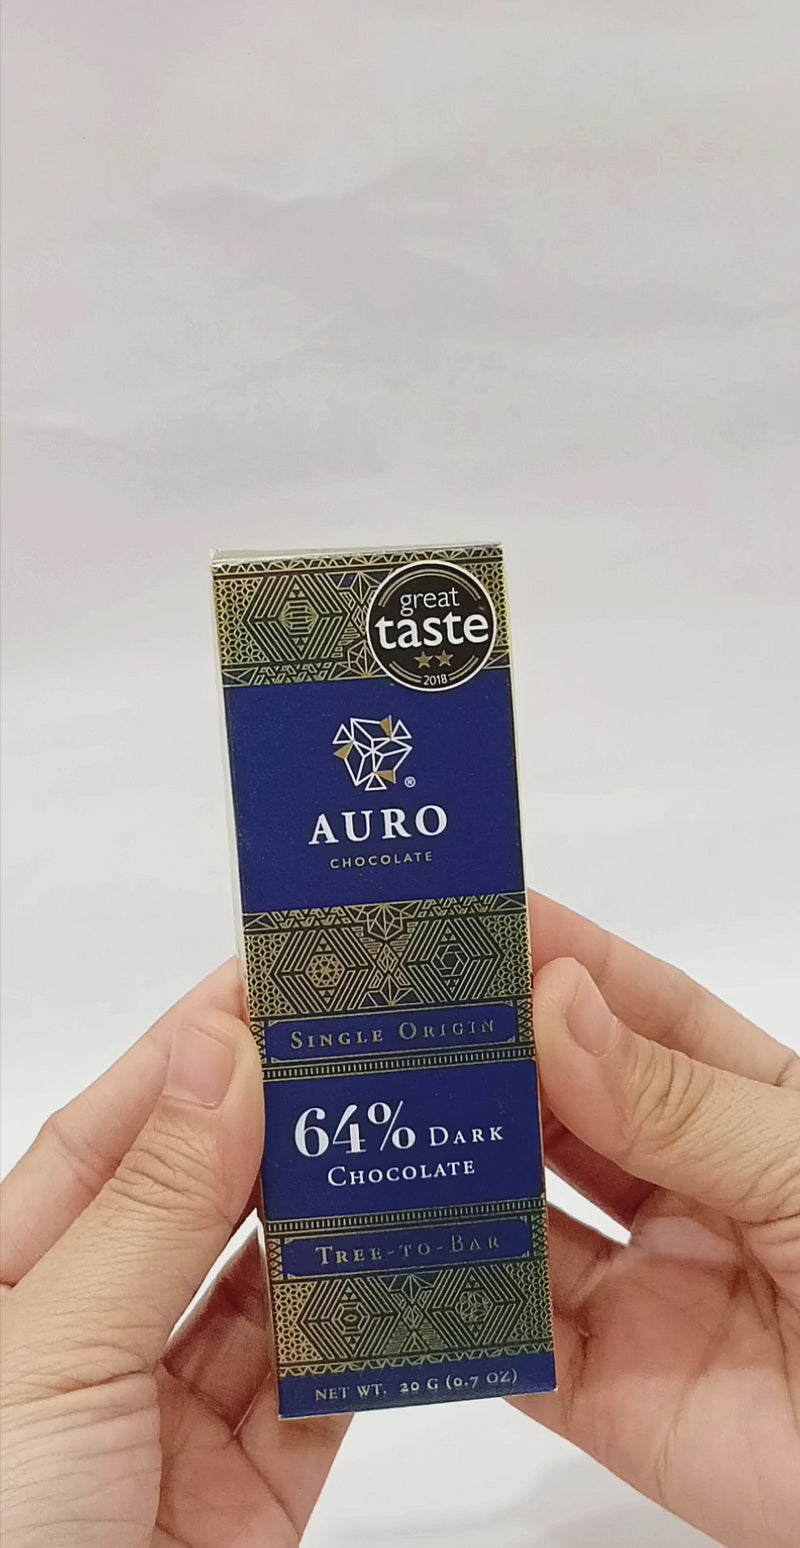 great
taste
2018
®
AURO
CHOCOLATE
SINGLE ORIGIN
64% DARK
CHOCOLATE
TREE-TO-BAR
NET WT. 20 G (0.7 OZ)